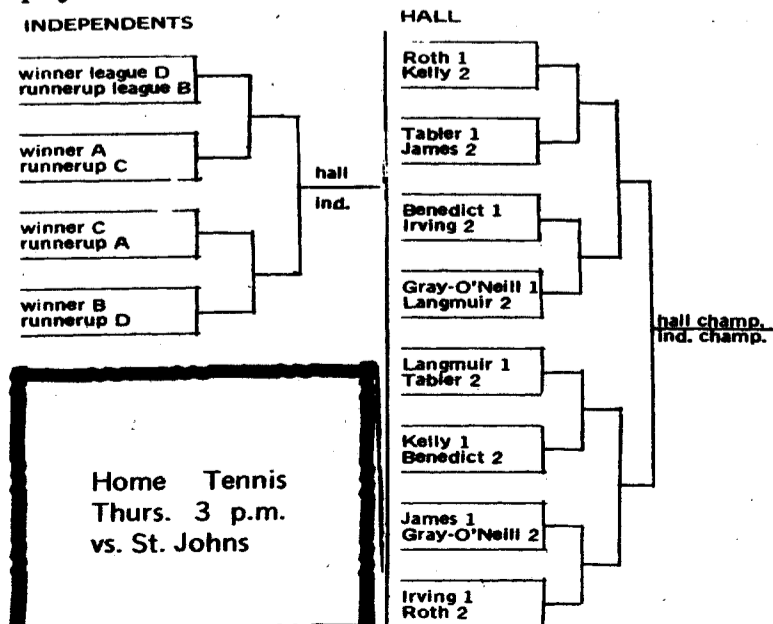 INDEPENDENTS
winner league D
runnerup league B
winner A
runnerup C
winner C
runnerup A
winner B
runnerup D
hall
ind.
Home Tennis
Thurs. 3 p.m.
vs. St. Johns
HALL
Roth 1
Kelly 2
Tabler 1
James 2
Benedict 1
Irving 2
Gray-O'Neill 1
Langmuir 2
Langmuir 1
Tabler 2
Kelly 1
Benedict 2
James 1
Gray-O'Neill 2
Irving 1
Roth 2
hall champ.
ind. champ.